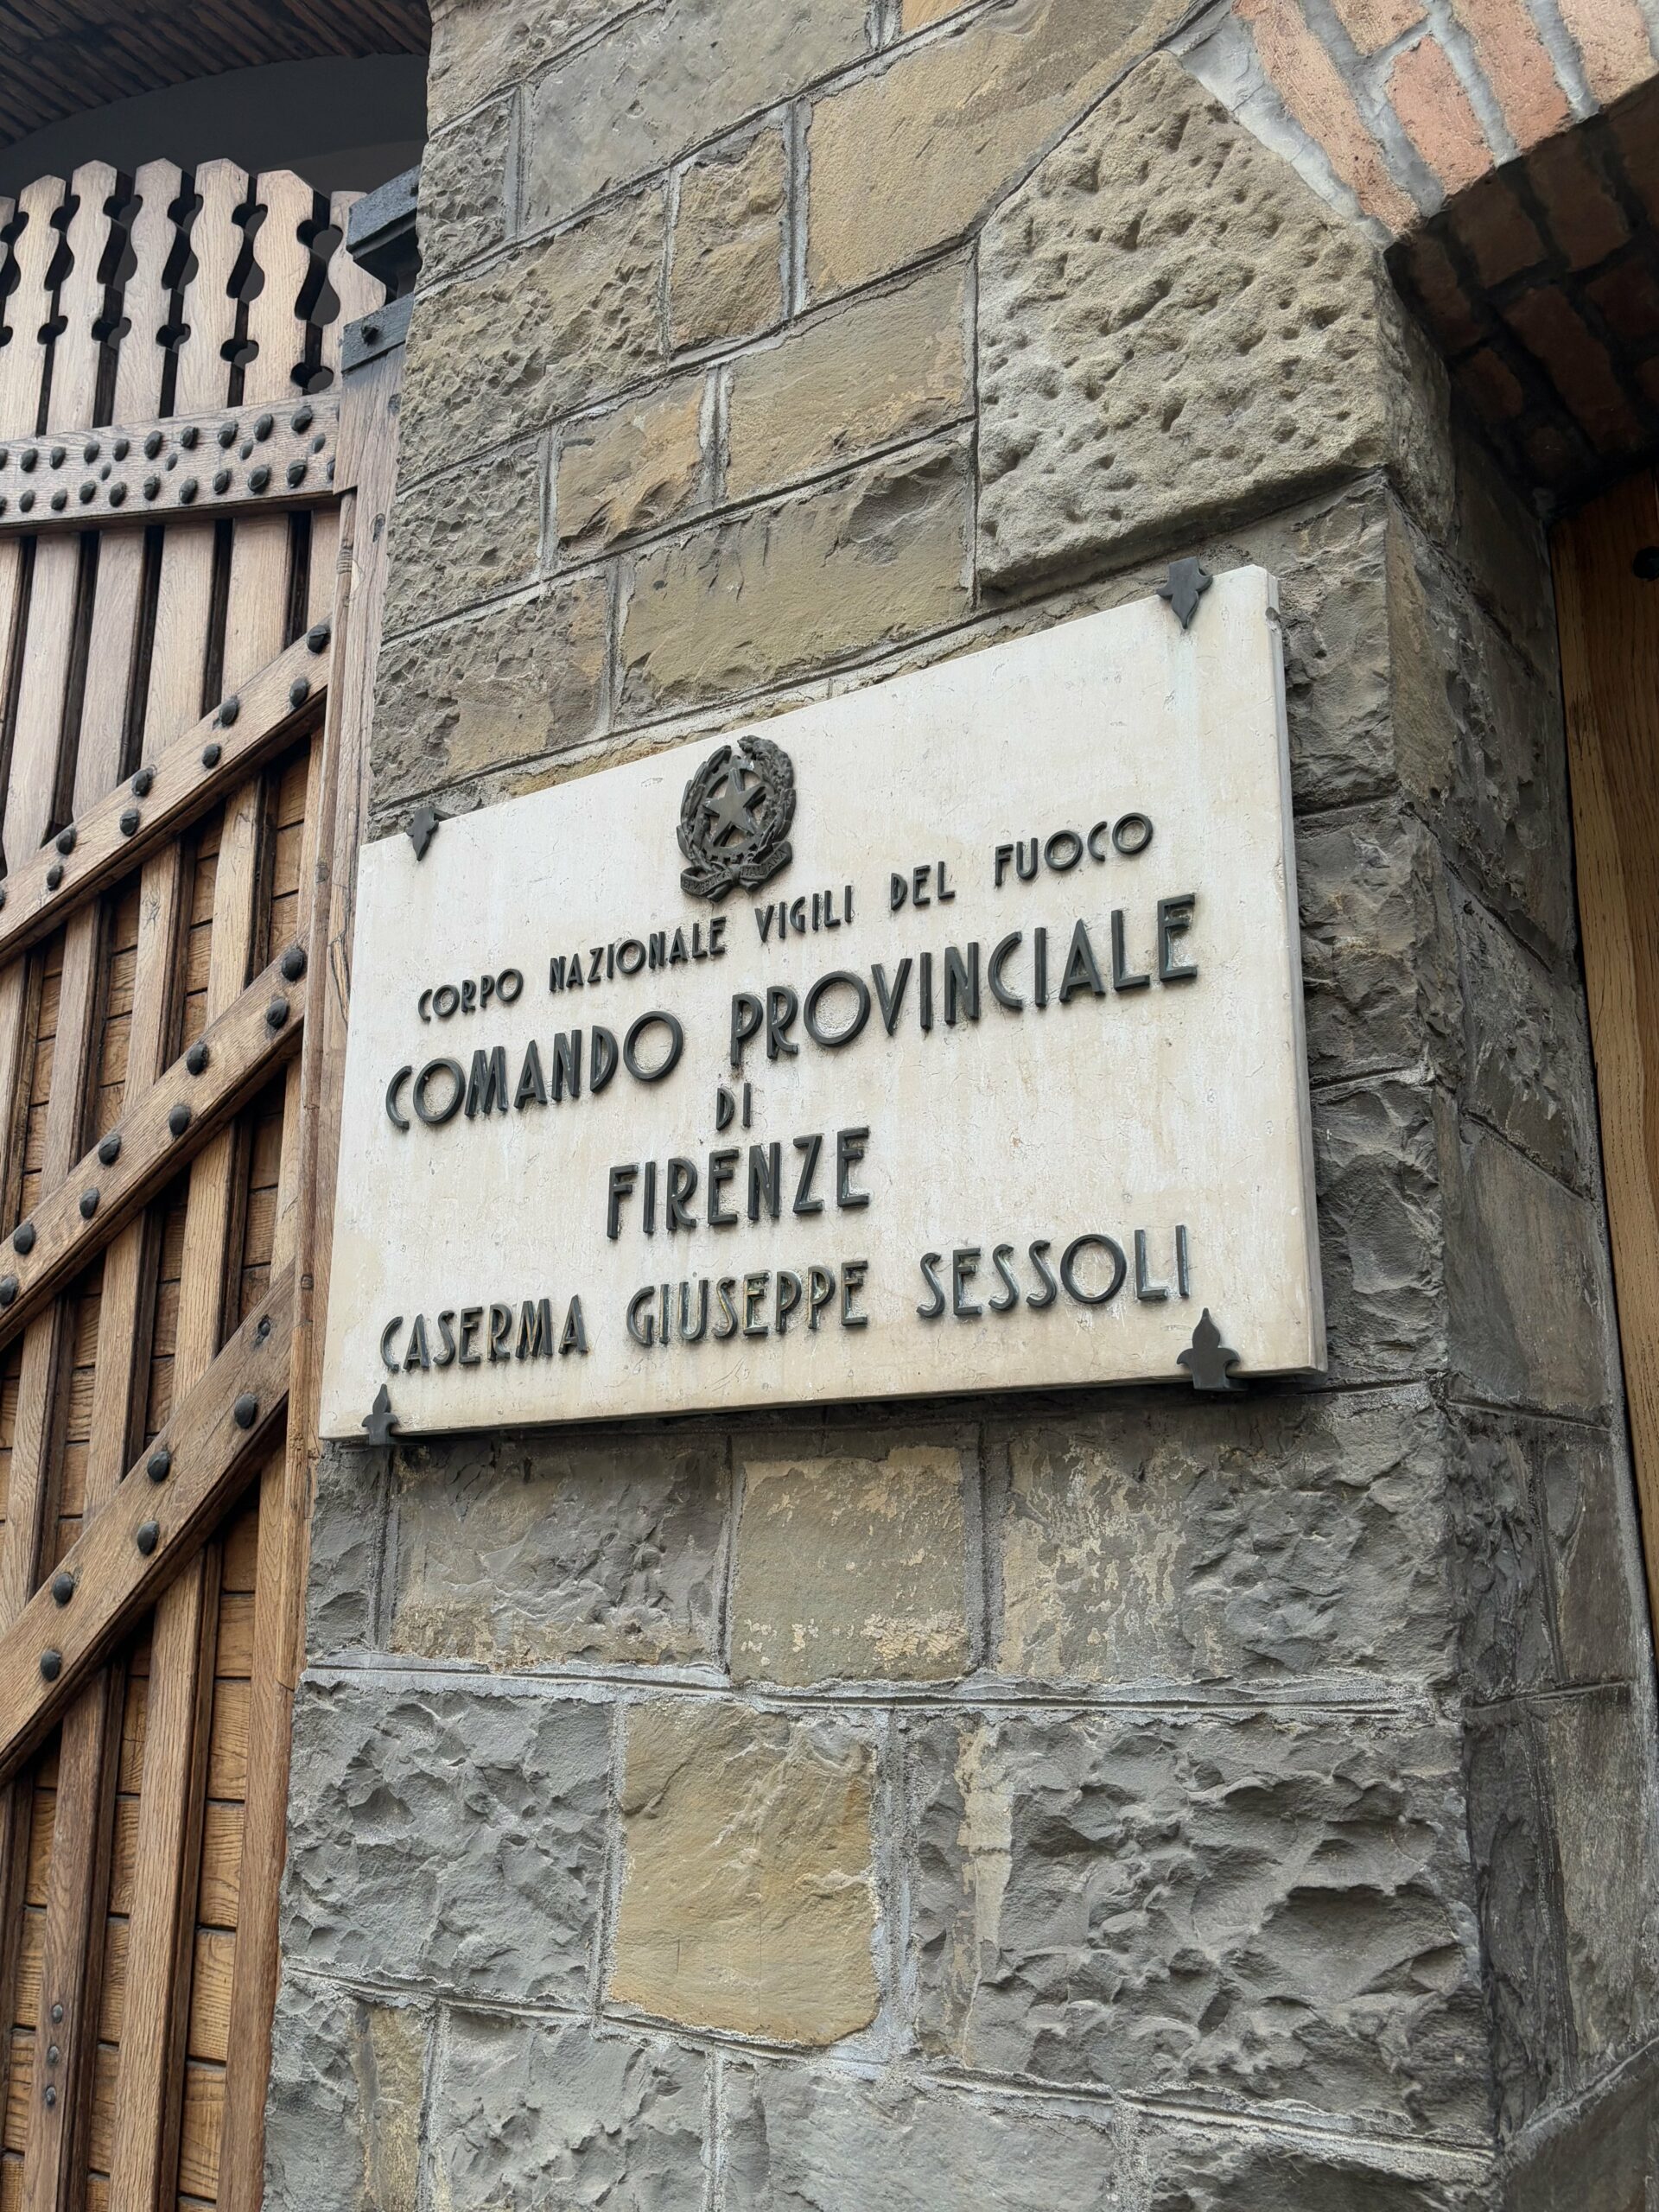 CORPO NAZIONALE VIGILI DEL FUOCO
COMANDO PROVINCIALE
DI
FIRENZE
CASERMA GIUSEPPE SESSOLI